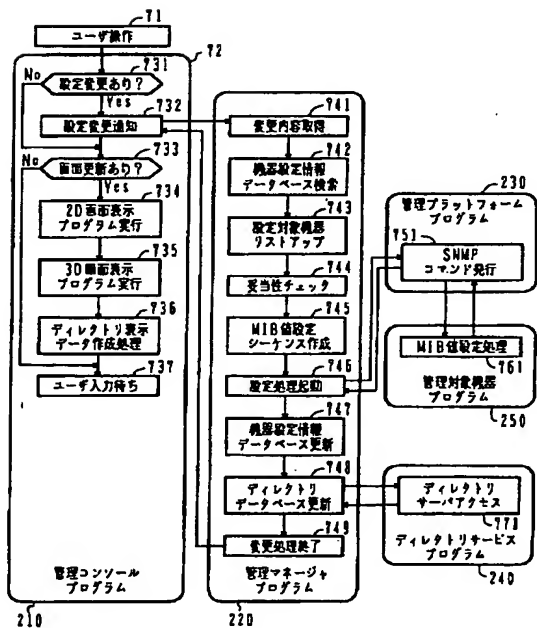 71
ユーザ操作
72
731
No
設定変更あり?
Yes
732
設定変更通知
733
No
画面更新あり?
Yes
734
2D画面表示
プログラム実行
735
3D画面表示
プログラム実行
736
ディレクトリ表示
データ作成処理
737
ユーザ入力待ち
管理コンソール
プログラム
210
741
変更内容取得
742
機器設定情報
データベース検索
743
設定対象機器
リストアップ
744
妥当性チェック
745
MIB値設定
シーケンス作成
746
設定処理起動
747
機器設定情報
データベース更新
748
ディレクトリ
データベース更新
749
変更処理終了
管理マネージャ
プログラム
220
230
管理プラットフォーム
プログラム
751
SNMP
コマンド発行
MIB値設定処理
761
管理対象機器
プログラム
250
ディレクトリ
サーバアクセス
771
ディレクトリサービス
プログラム
240